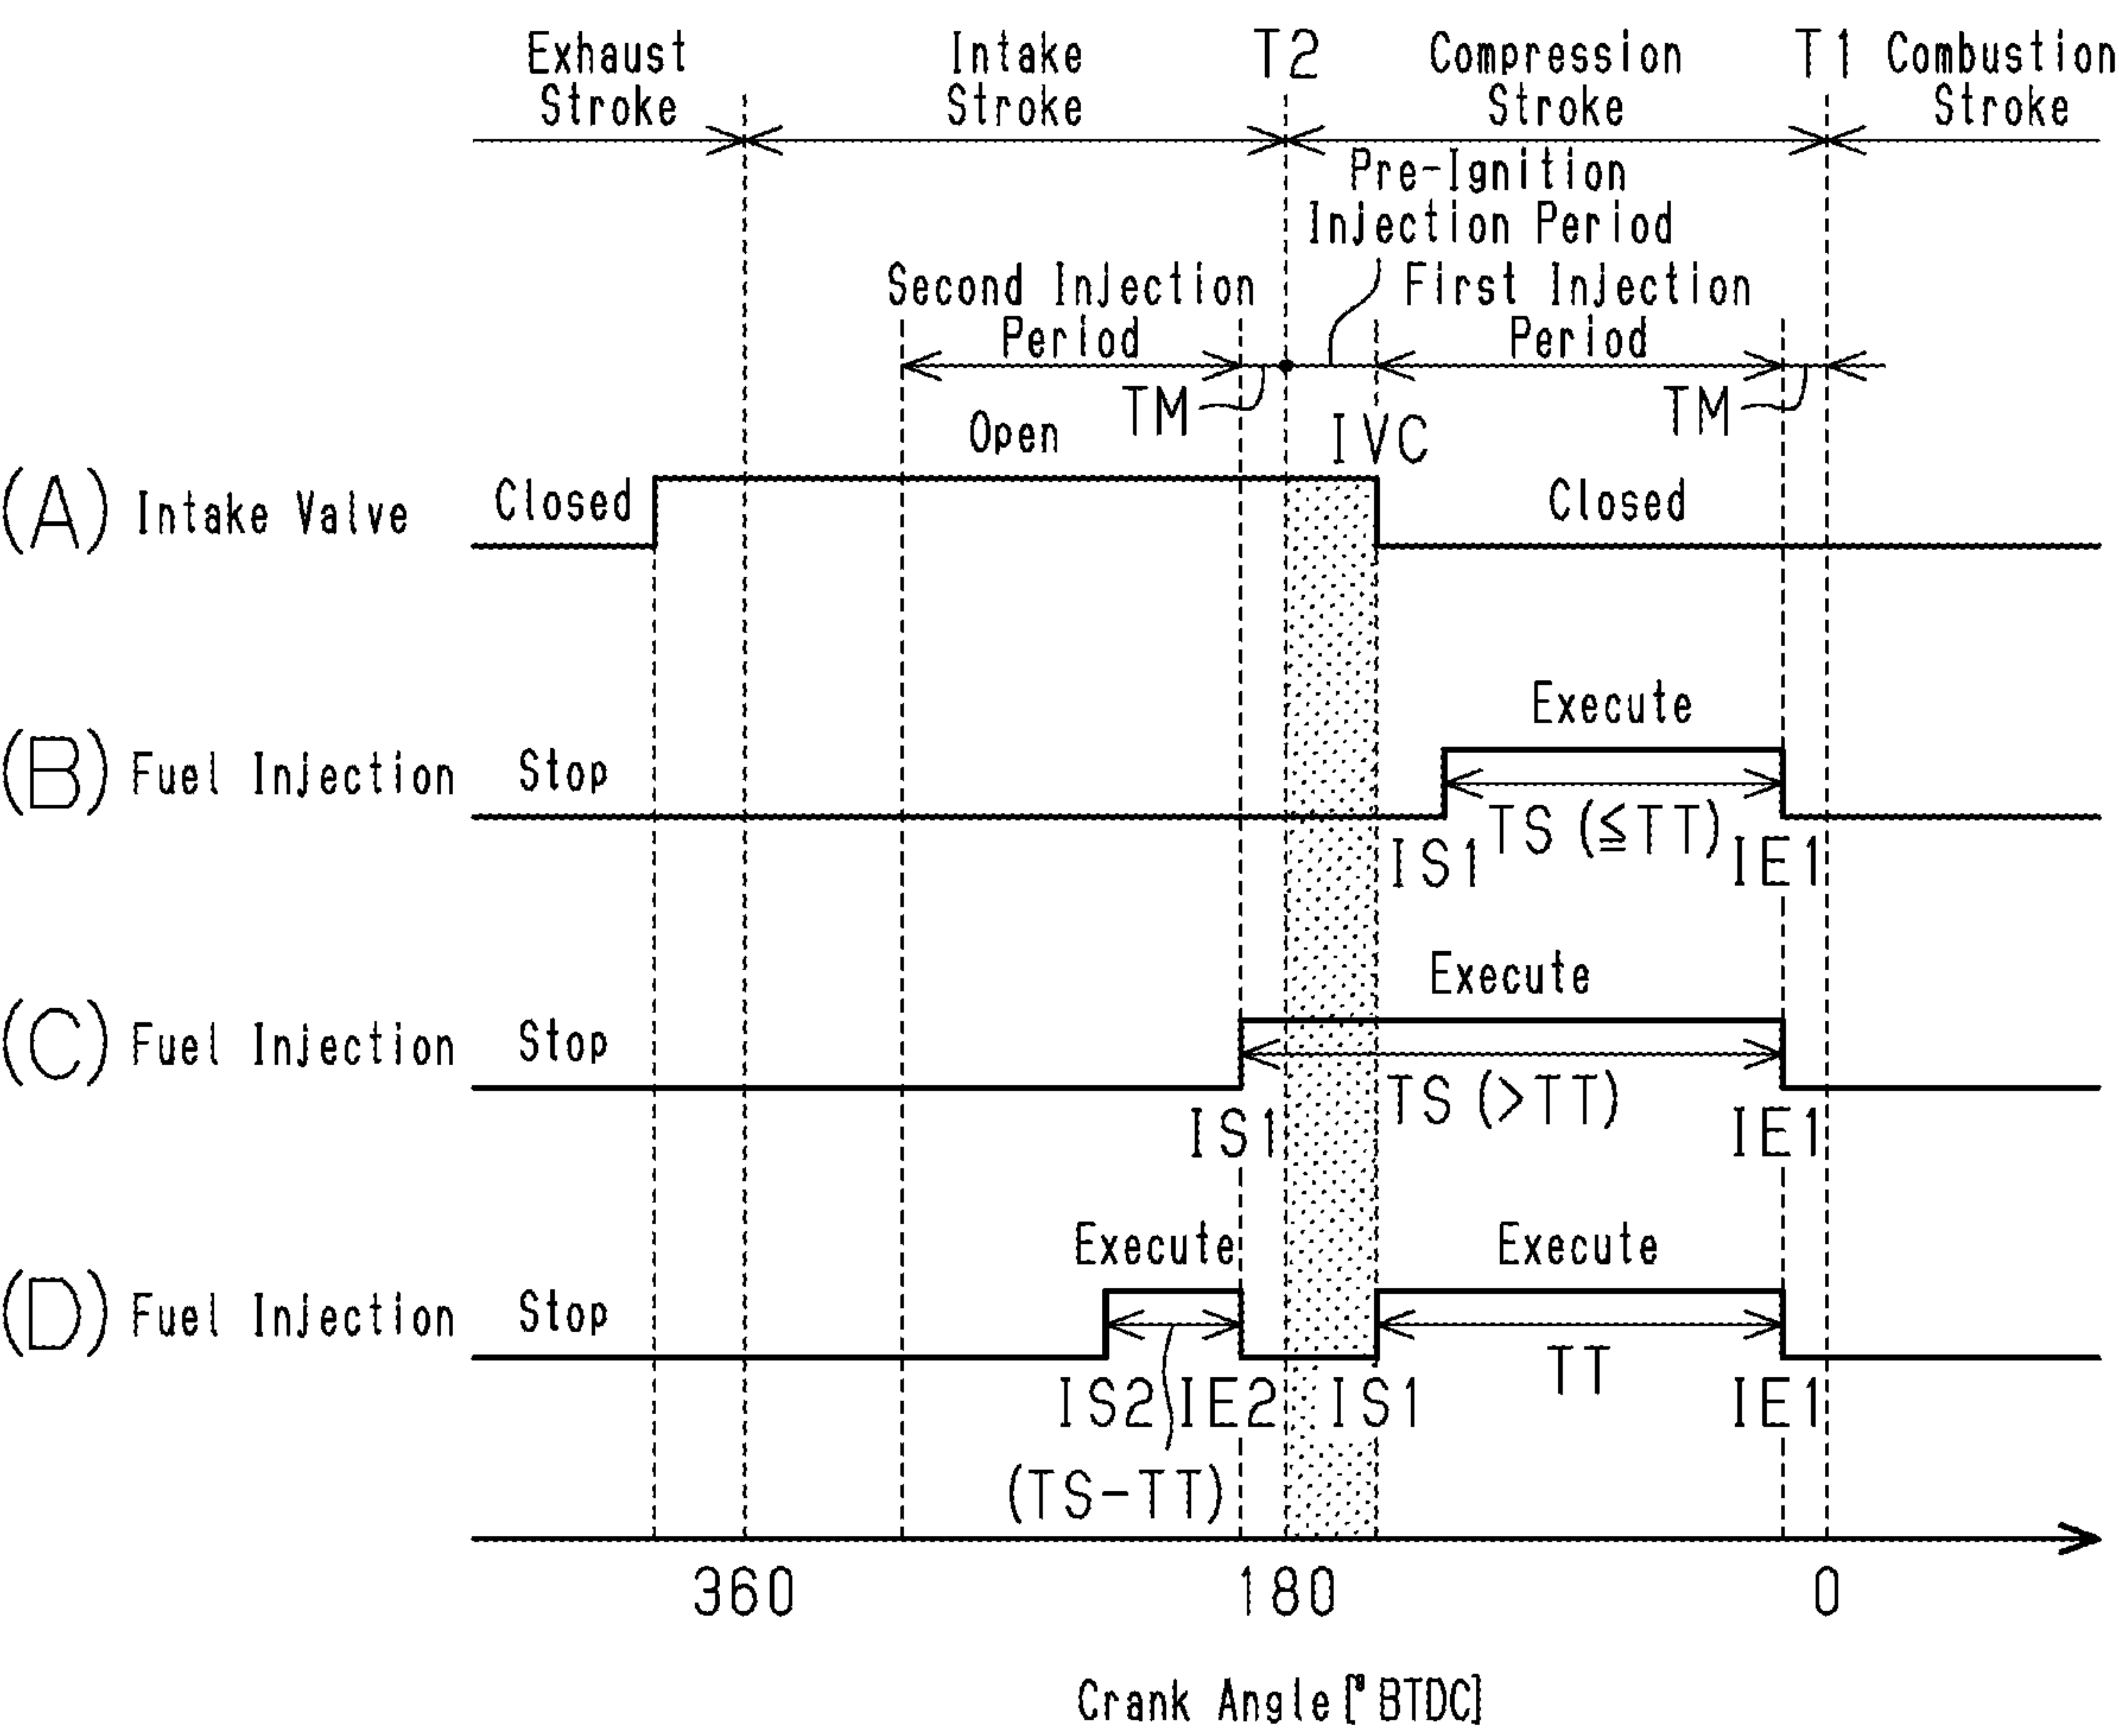 Exhaust Stroke
Intake Stroke
T2
Compression Stroke
T1
Combustion Stroke
Pre-Ignition
Injection Period
Second Injection Period
First Injection Period
TM
TM
Open
IVC
(A) Intake Valve
Closed
Closed
Execute
(B) Fuel Injection
Stop
TS (≦TT)
IS1
IE1
Execute
(C) Fuel Injection
Stop
TS (>TT)
IS1
IE1
Execute
Execute
(D) Fuel Injection
Stop
TT
IS2
IE2
IS1
IE1
(TS-TT)
360
180
0
Crank Angle [° BTDC]